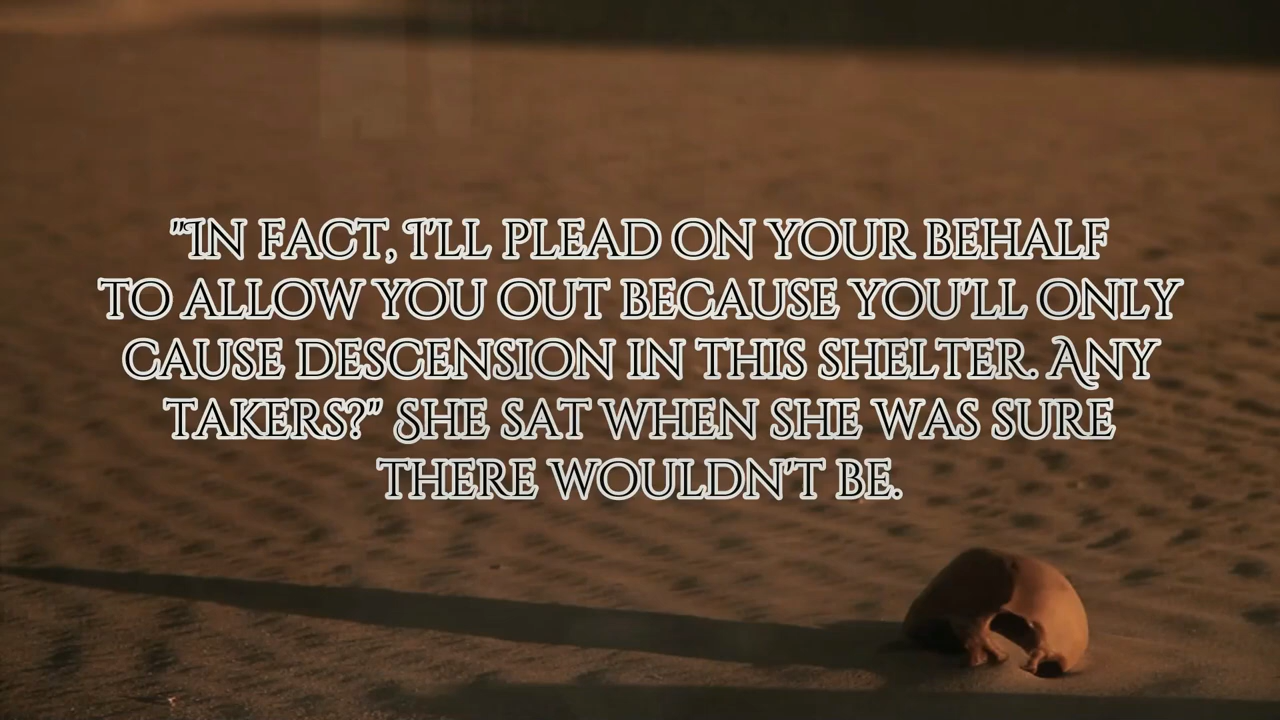 "In fact, I'll plead on your behalf
to allow you out because you'll only
cause descension in this shelter. Any
takers?" She sat when she was sure
there wouldn't be.